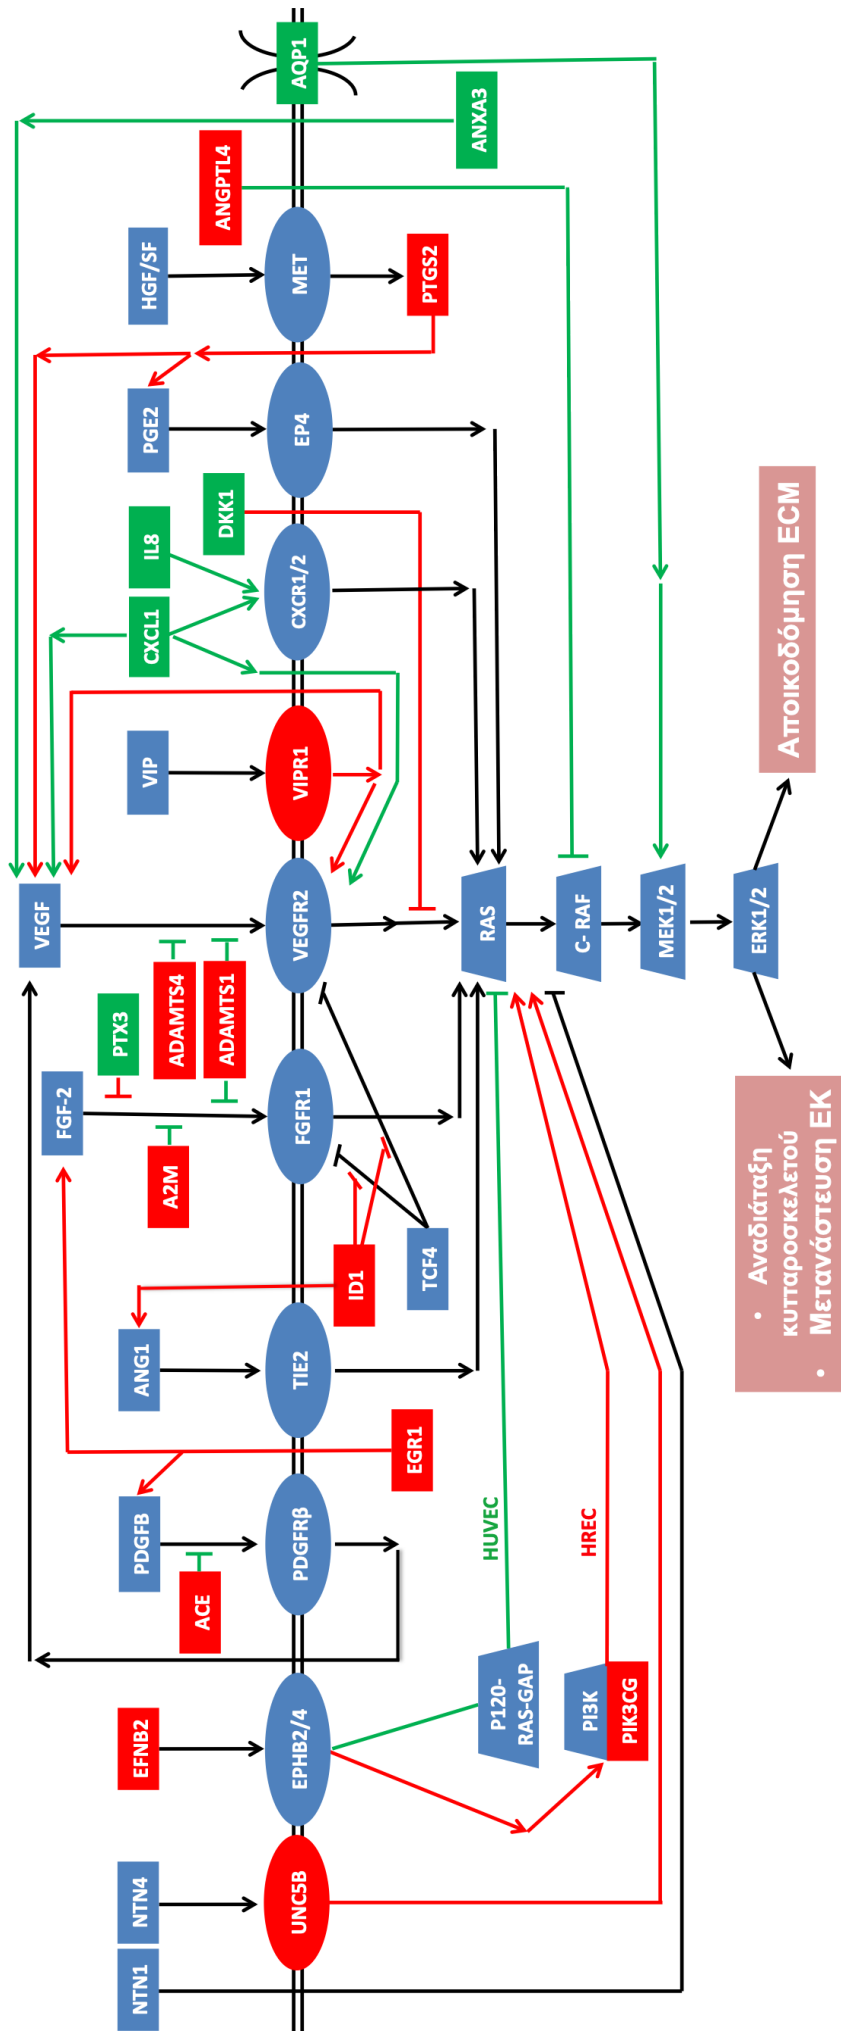 NTN1
NTN4
EFNB2
PDGFB
ACE
ANG1
FGF-2
A2M
PTX3
ADAMTS4
ADAMTS1
VEGF
VIP
CXCL1
IL8
DKK1
PGE2
HGF/SF
ANGPTL4
UNC5B
EPHB2/4
PDGFRβ
TIE2
FGFR1
VEGFR2
VIPR1
CXCR1/2
EP4
MET
AQP1
EGR1
ID1
TCF4
PTGS2
ANXA3
P120-
RAS-GAP
HUVEC
PI3K
PIK3CG
HREC
RAS
C- RAF
MEK1/2
ERK1/2
• Αναδιάταξη
κυτταροσκελετού
• Μετανάστευση ΕΚ
Αποικοδόμηση ECM